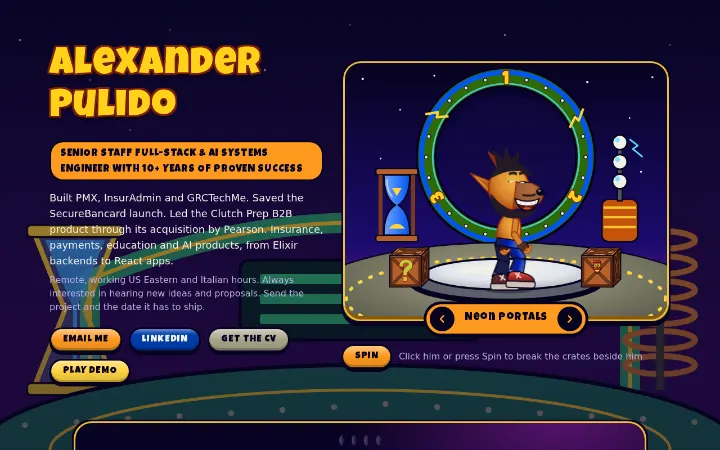 Alexander
Pulido
SENIOR STAFF FULL-STACK & AI SYSTEMS
ENGINEER WITH 10+ YEARS OF PROVEN SUCCESS
Built PMX, InsurAdmin and GRCTechMe. Saved the
SecureBancard launch. Led the Clutch Prep B2B
product through its acquisition by Pearson. Insurance,
payments, education and AI products, from Elixir
backends to React apps.
Remote, working US Eastern and Italian hours. Always
interested in hearing new ideas and proposals. Send the
project and the date it has to ship.
EMAIL ME
LINKEDIN
GET THE CV
PLAY DEMO
1
2
3
?
Neon PORTALS
SPIN
Click him or press Spin to break the crates beside him